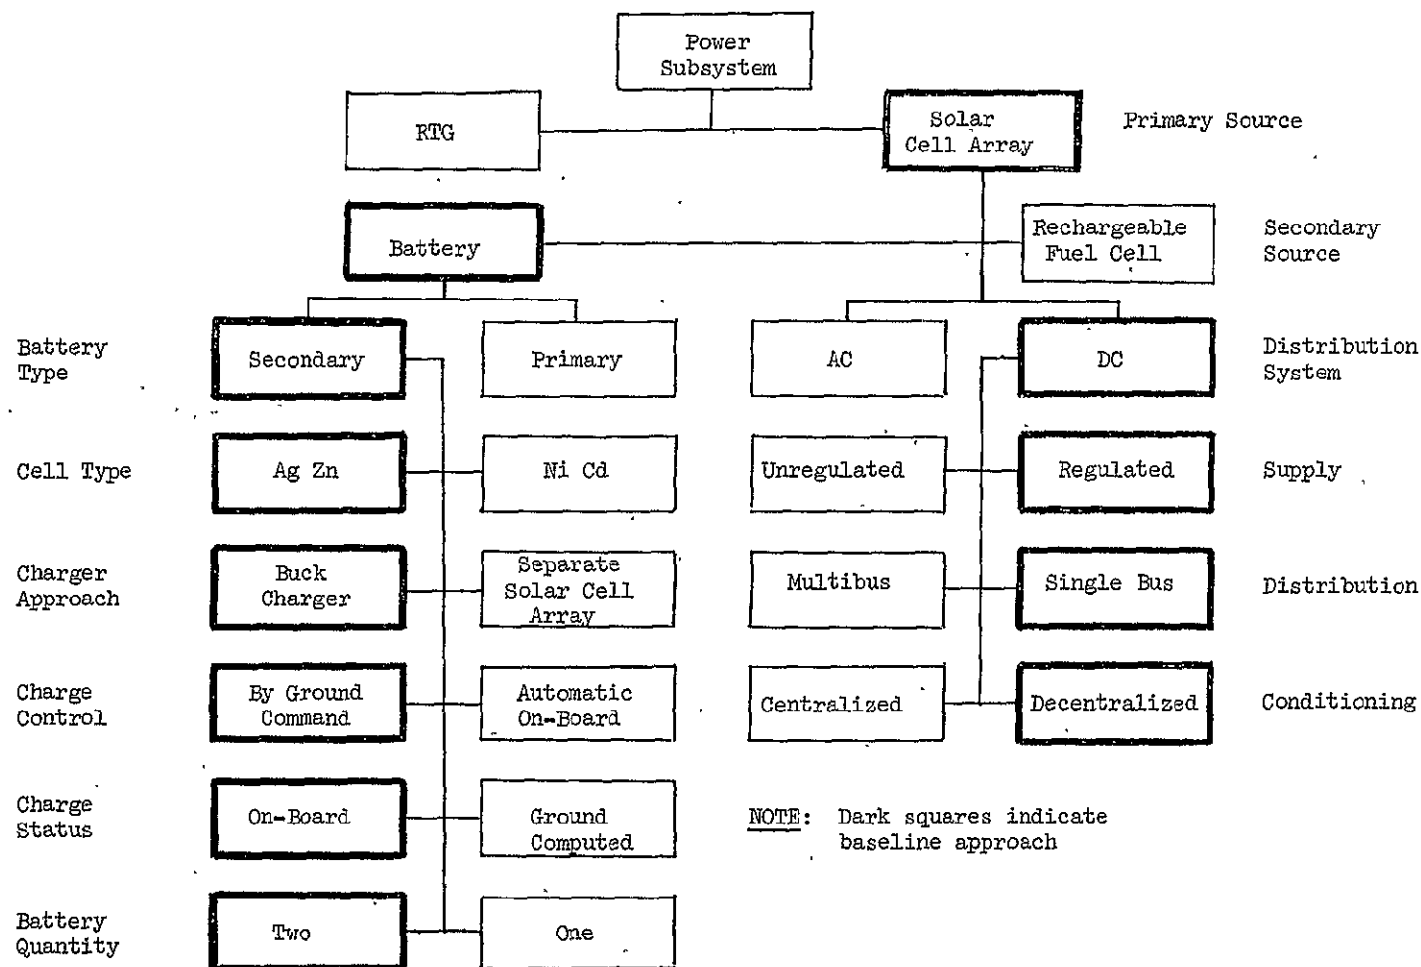 Power
Subsystem
RTG
Solar
Cell Array
Primary Source
Battery
Rechargeable
Fuel Cell
Secondary
Source
Battery
Type
Secondary
Primary
AC
DC
Distribution
System
Cell Type
Ag Zn
Ni Cd
Unregulated
Regulated
Supply
Charger
Approach
Buck
Charger
Separate
Solar Cell
Array
Multibus
Single Bus
Distribution
Charge
Control
By Ground
Command
Automatic
On-Board
Centralized
Decentralized
Conditioning
Charge
Status
On-Board
Ground
Computed
NOTE: Dark squares indicate
baseline approach
Battery
Quantity
Two
One